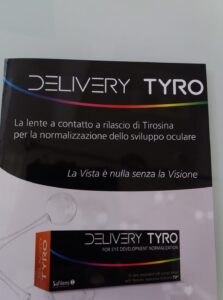 DELIVERY TYRO
La lente a contatto a rilascio di Tirosina
per la normalizzazione dello sviluppo oculare
La Vista è nulla senza la Visione
DELIVERY TYRO
FOR EYE DEVELOPMENT NORMALIZATION
Safilens